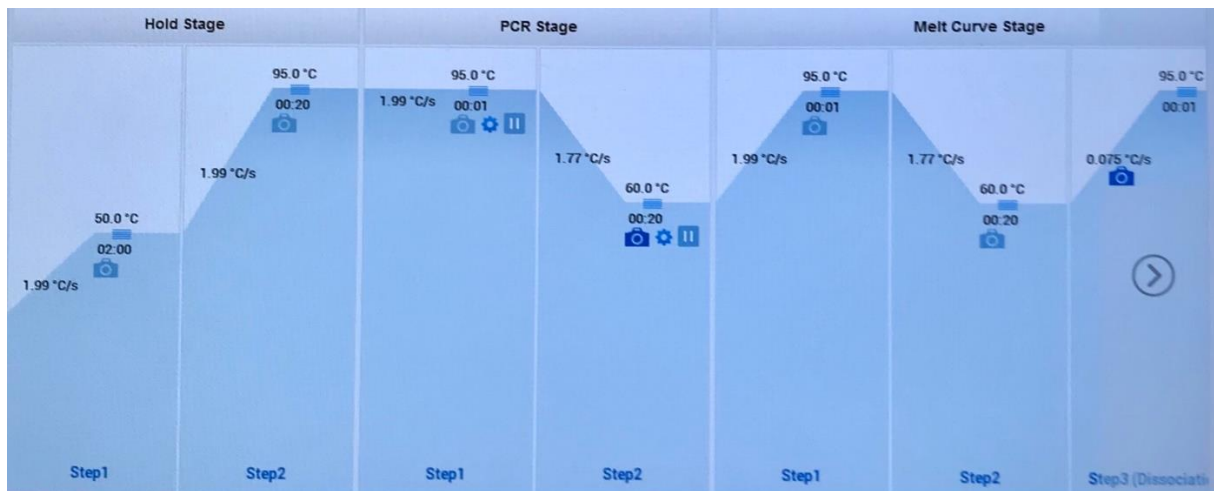 Hold Stage
PCR Stage
Melt Curve Stage
50.0 °C
02:00
1.99 °C/s
Step1
95.0 °C
00:20
1.99 °C/s
Step2
95.0 °C
1.99 °C/s
00:01
Step1
1.77 °C/s
60.0 °C
00:20
Step2
95.0 °C
00:01
1.99 °C/s
Step1
1.77 °C/s
60.0 °C
00:20
Step2
95.0 °C
00:01
0.075 °C/s
Step3 (Dissociati